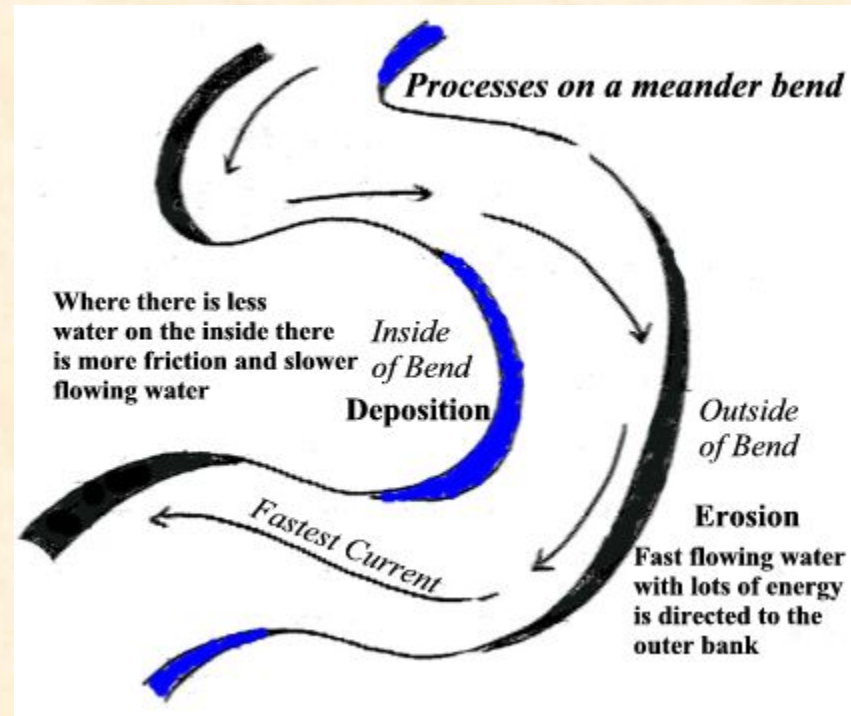 Processes on a meander bend
Where there is less
water on the inside there
is more friction and slower
flowing water
Inside
of Bend
Deposition
Outside
of Bend
Erosion
Fast flowing water
with lots of energy
is directed to the
outer bank
Fastest Current